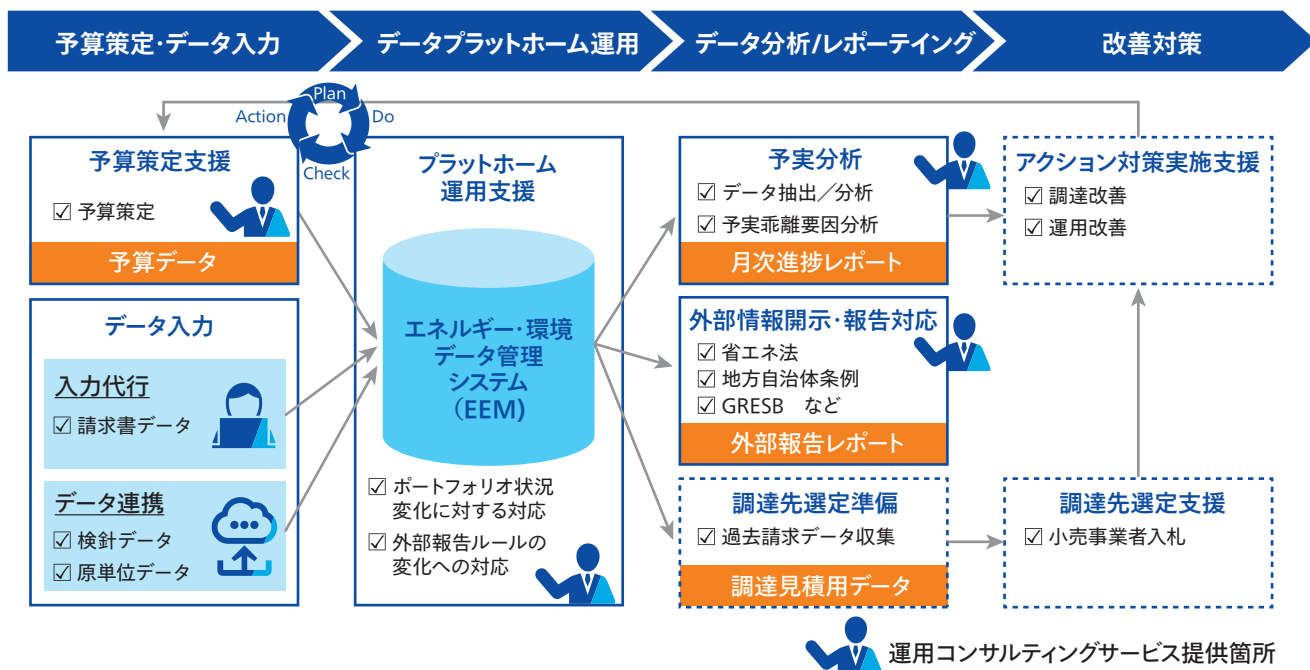 予算策定･データ入力
データプラットホーム運用
データ分析/レポーテイング
改善対策
Plan
Action
Do
Check
予算策定支援
☑ 予算策定
予算データ
データ入力
入力代行
☑ 請求書データ
データ連携
☑ 検針データ
☑ 原単位データ
プラットホーム
運用支援
エネルギー･環境
データ管理
システム
（EEM)
☑ ポートフォリオ状況
変化に対する対応
☑ 外部報告ルールの
変化への対応
予実分析
☑ データ抽出／分析
☑ 予実乖離要因分析
月次進捗レポート
外部情報開示･報告対応
☑ 省エネ法
☑ 地方自治体条例
☑ GRESB　など
外部報告レポート
調達先選定準備
☑ 過去請求データ収集
調達見積用データ
アクション対策実施支援
☑ 調達改善
☑ 運用改善
調達先選定支援
☑ 小売事業者入札
運用コンサルティングサービス提供箇所